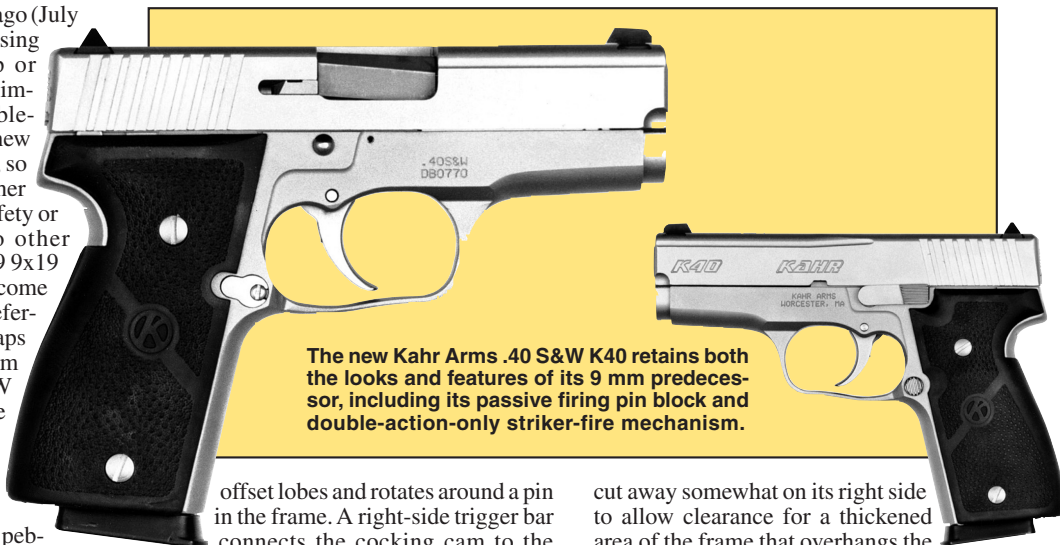 ago (July
sing
or
im-
ble-
new
so
her
fety or
other
9 9x19
come
efer-
aps
m
W
e
peb-
.40S&W
DB0770
K40 KAHR
KAHR ARMS
WORCESTER, MA
K
K
The new Kahr Arms .40 S&W K40 retains both
the looks and features of its 9 mm predeces-
sor, including its passive firing pin block and
double-action-only striker-fire mechanism.
offset lobes and rotates around a pin
in the frame. A right-side trigger bar
connects the cocking cam to the
cut away somewhat on its right side
to allow clearance for a thickened
area of the frame that overhangs the